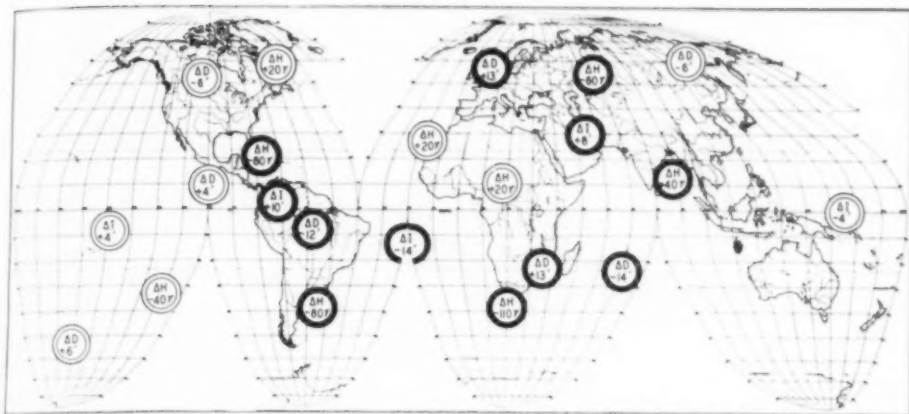 ΔD
-6'
ΔH
+20γ
ΔD
+13'
ΔH
-60γ
ΔD
-6'
ΔH
-80γ
ΔH
+20γ
ΔI
+8'
ΔD
+4'
ΔI
+10'
ΔH
+20γ
ΔH
+40γ
ΔI
+4'
ΔD
-12'
ΔI
-14'
ΔI
-4'
ΔD
+13'
ΔD
-14'
ΔH
-40γ
ΔH
-80γ
ΔH
-110γ
ΔD
+6'